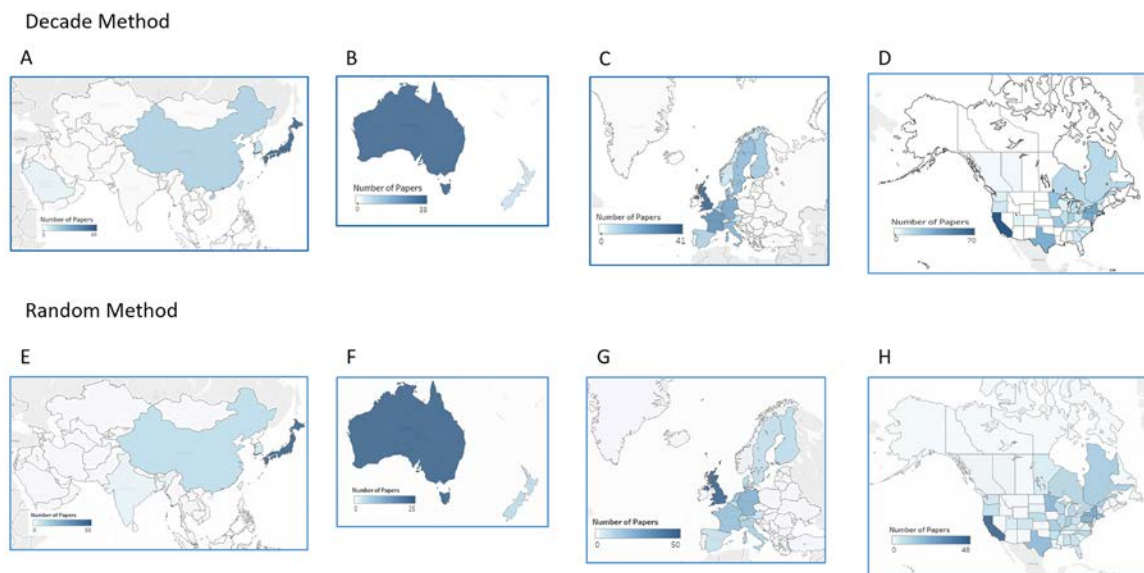 Decade Method
A
B
C
D
Number of Papers
0
Number of Papers
0 38
Number of Papers
0 41
Number of Papers
0 70
Random Method
E
F
G
H
Number of Papers
0
Number of Papers
0
Number of Papers
0 50
Number of Papers
0 48